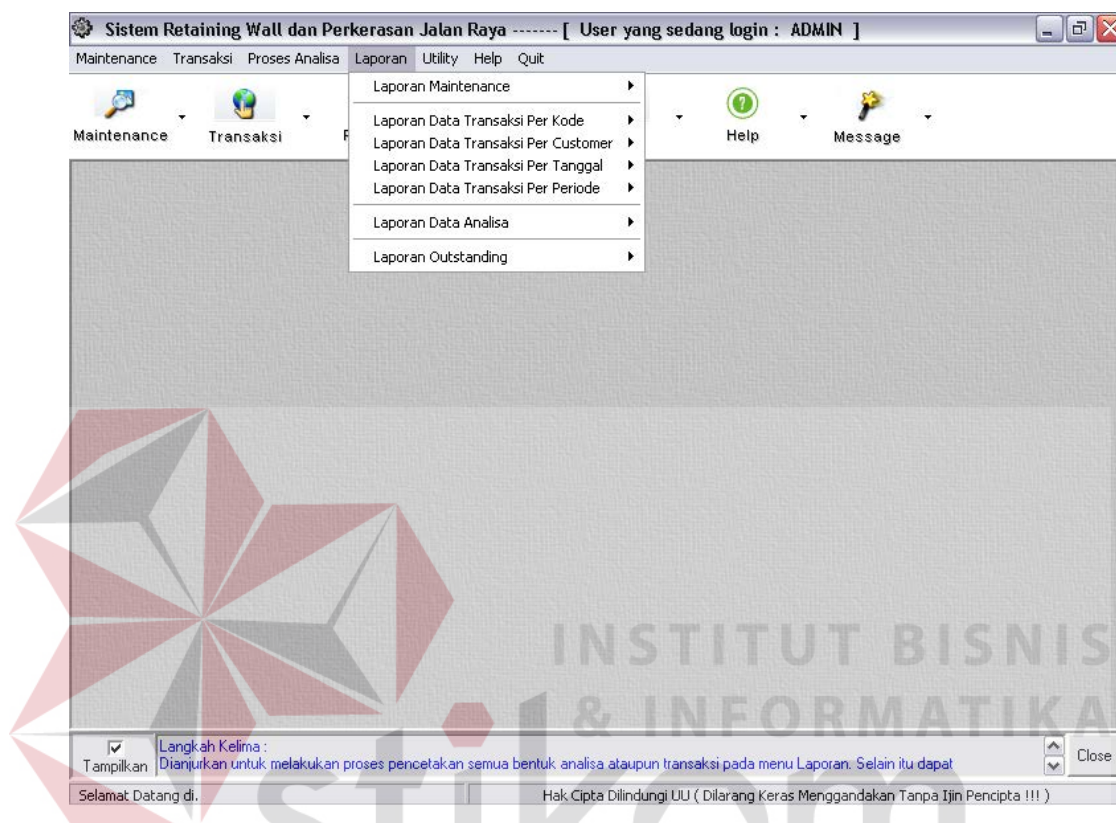 Sistem Retaining Wall dan Perkerasan Jalan Raya ------- [ User yang sedang login : ADMIN ]
Maintenance Transaksi Proses Analisa Laporan Utility Help Quit
Maintenance Transaksi Help Message
Laporan Maintenance
Laporan Data Transaksi Per Kode
Laporan Data Transaksi Per Customer
Laporan Data Transaksi Per Tanggal
Laporan Data Transaksi Per Periode
Laporan Data Analisa
Laporan Outstanding
INSTITUT BISNIS
& INFORMATIKA
stikom
Tampilkan
Langkah Kelima :
Dianjurkan untuk melakukan proses pencetakan semua bentuk analisa ataupun transaksi pada menu Laporan. Selain itu dapat
Close
Selamat Datang di.
Hak Cipta Dilindungi UU ( Dilarang Keras Menggandakan Tanpa Ijin Pencipta !!! )